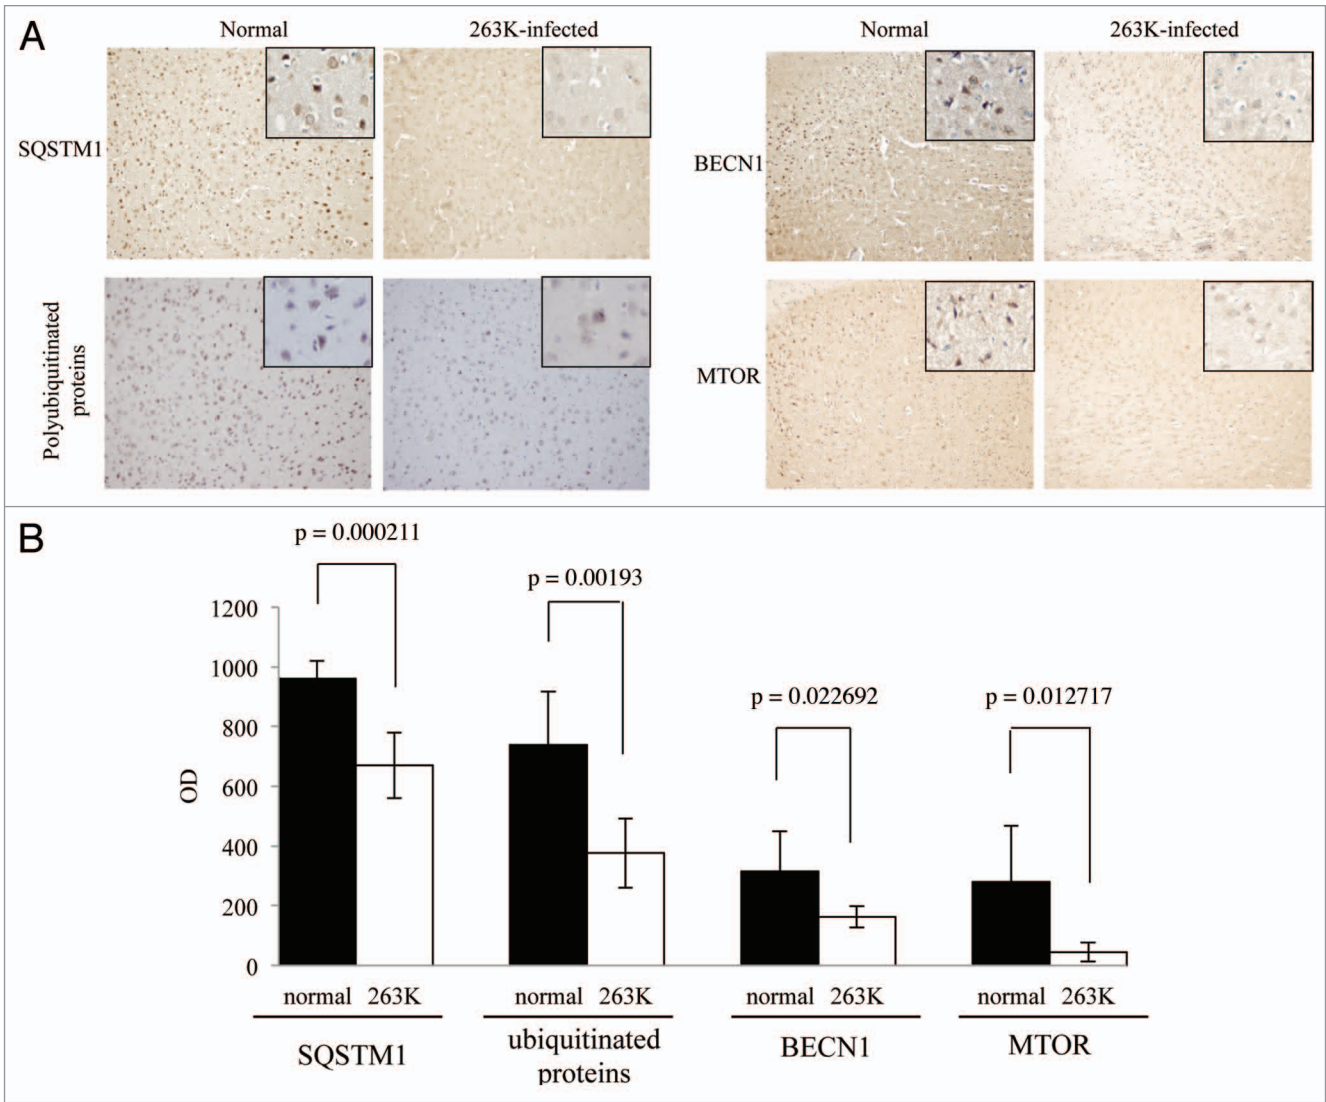 A
Normal
263K-infected
Normal
263K-infected
SQSTM1
BECN1
Polyubiquitinated
proteins
MTOR
B
p = 0.000211
p = 0.00193
p = 0.022692
p = 0.012717
1200
1000
800
600
400
200
0
OD
normal 263K
normal 263K
normal 263K
normal 263K
SQSTM1
ubiquitinated
proteins
BECN1
MTOR